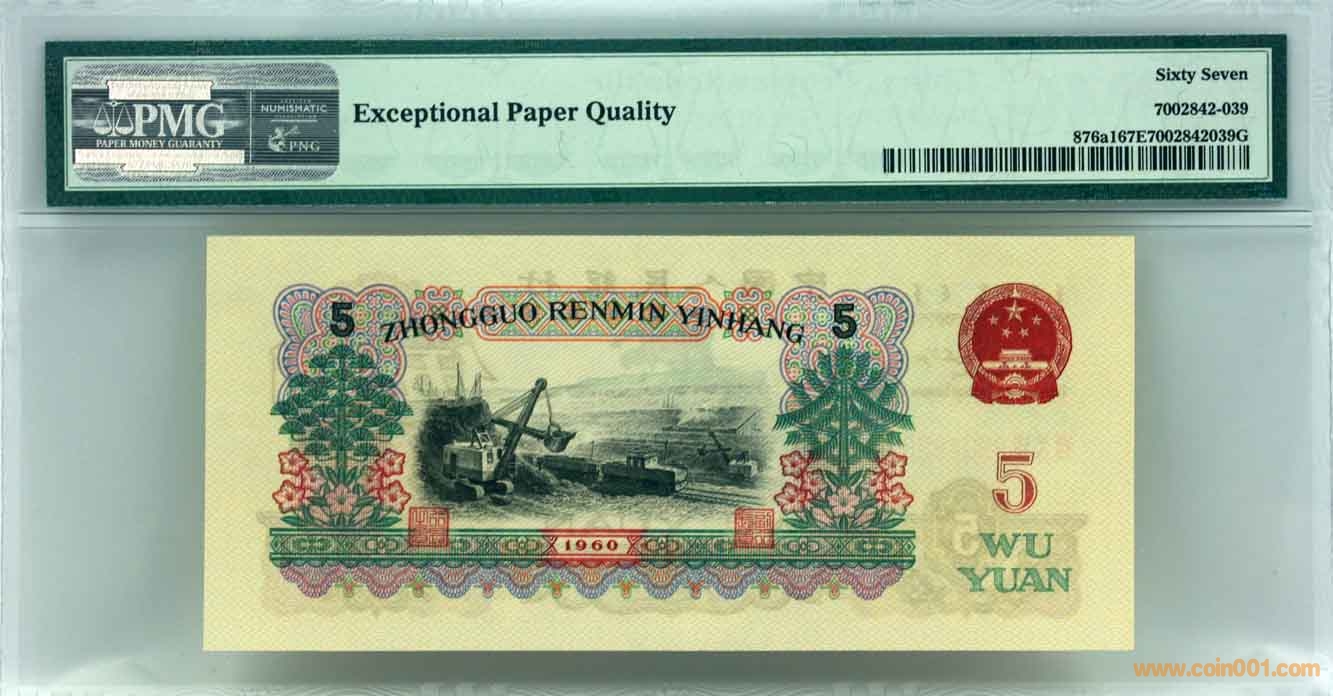 PMG
PAPER MONEY GUARANTY
NUMISMATIC
PNG
Exceptional Paper Quality
Sixty Seven
7002842-039
876a167E7002842039G
5
ZHONGGUO RENMIN YINHANG
5
1960
5
WU
YUAN
www.coin001.com